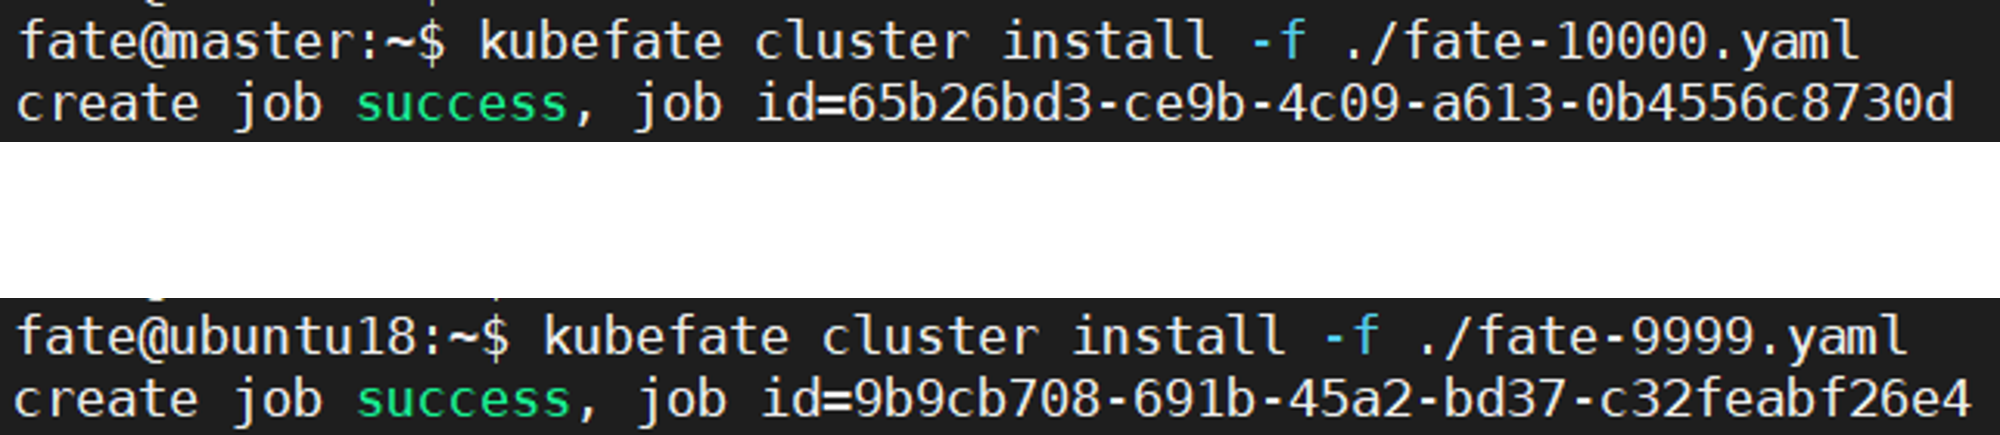 fate@master:~$ kubefate cluster install -f ./fate-10000.yaml
create job success, job id=65b26bd3-ce9b-4c09-a613-0b4556c8730d
fate@ubuntu18:~$ kubefate cluster install -f ./fate-9999.yaml
create job success, job id=9b9cb708-691b-45a2-bd37-c32feabf26e4